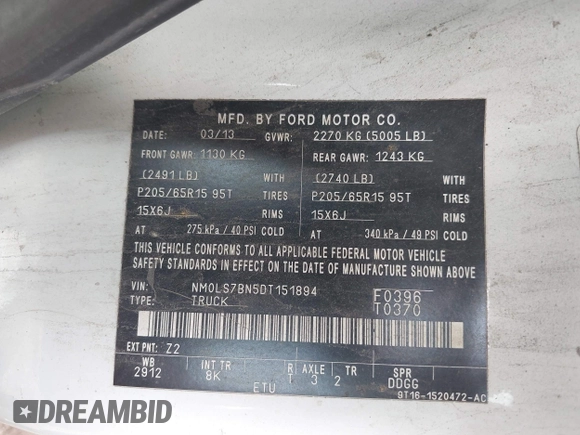 MFD. BY FORD MOTOR CO.
DATE: 03/13 GVWR: 2270 KG (5005 LB)
FRONT GAWR: 1130 KG REAR GAWR: 1243 KG
(2491 LB) WITH (2740 LB) WITH
P205/65R15 95T TIRES P205/65R15 95T TIRES
15X6J RIMS 15X6J RIMS
AT 275 kPa / 40 PSI COLD AT 340 kPa / 49 PSI COLD
THIS VEHICLE CONFORMS TO ALL APPLICABLE FEDERAL MOTOR VEHICLE
SAFETY STANDARDS IN EFFECT ON THE DATE OF MANUFACTURE SHOWN ABOVE.
VIN: NM0LS7BN5DT151894 F0396
TYPE: TRUCK T0370
EXT PNT: Z2
WB INT TR R AXLE TR SPR
2912 8K 1 3 2 DDGG
ETU 9T16-1520472-AC
DREAMBID